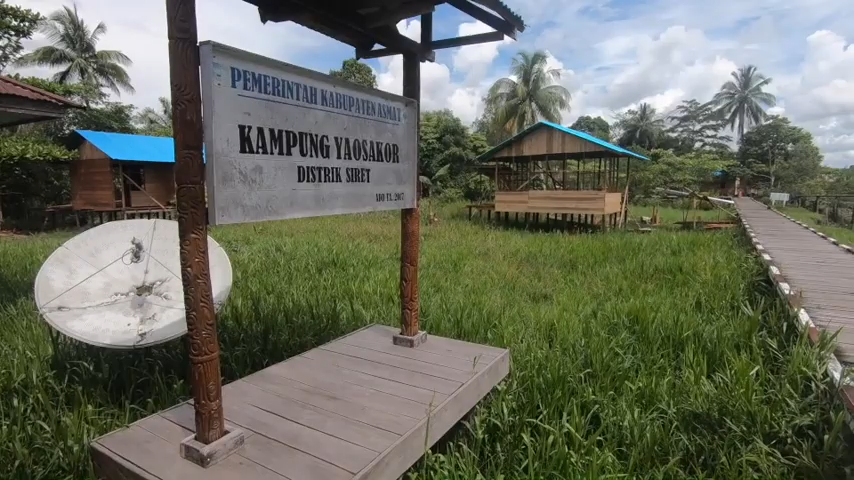 PEMERINTAH KABUPATEN ASMAT
KAMPUNG YAOSAKOR
DISTRIK SIRET